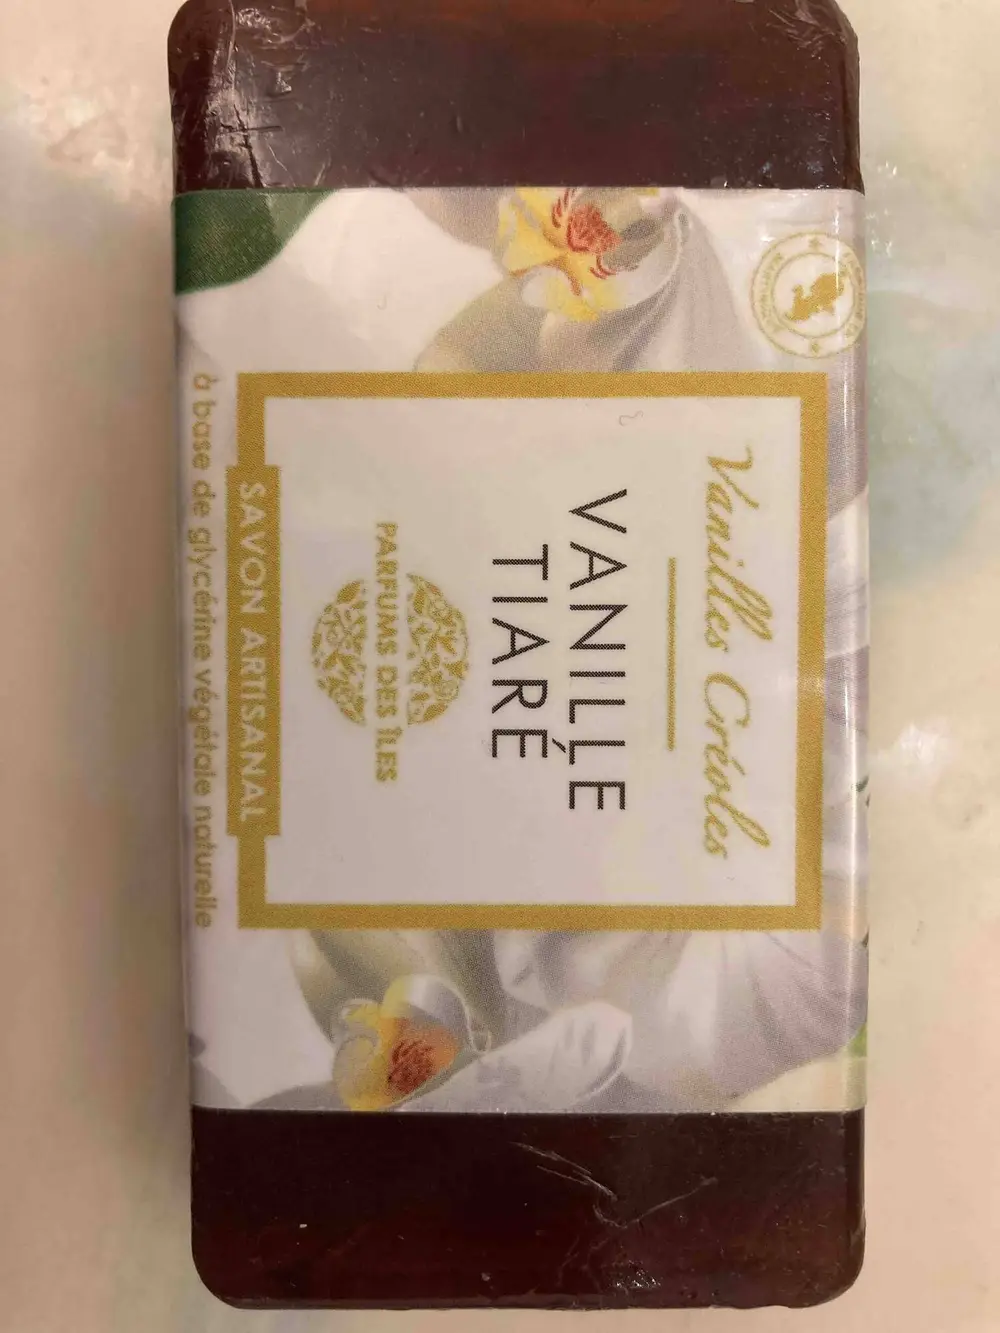 Vanilles Créoles
VANILLE
TIARÉ
PARFUMS DES ÎLES
SAVON ARTISANAL
à base de glycérine végétale naturelle